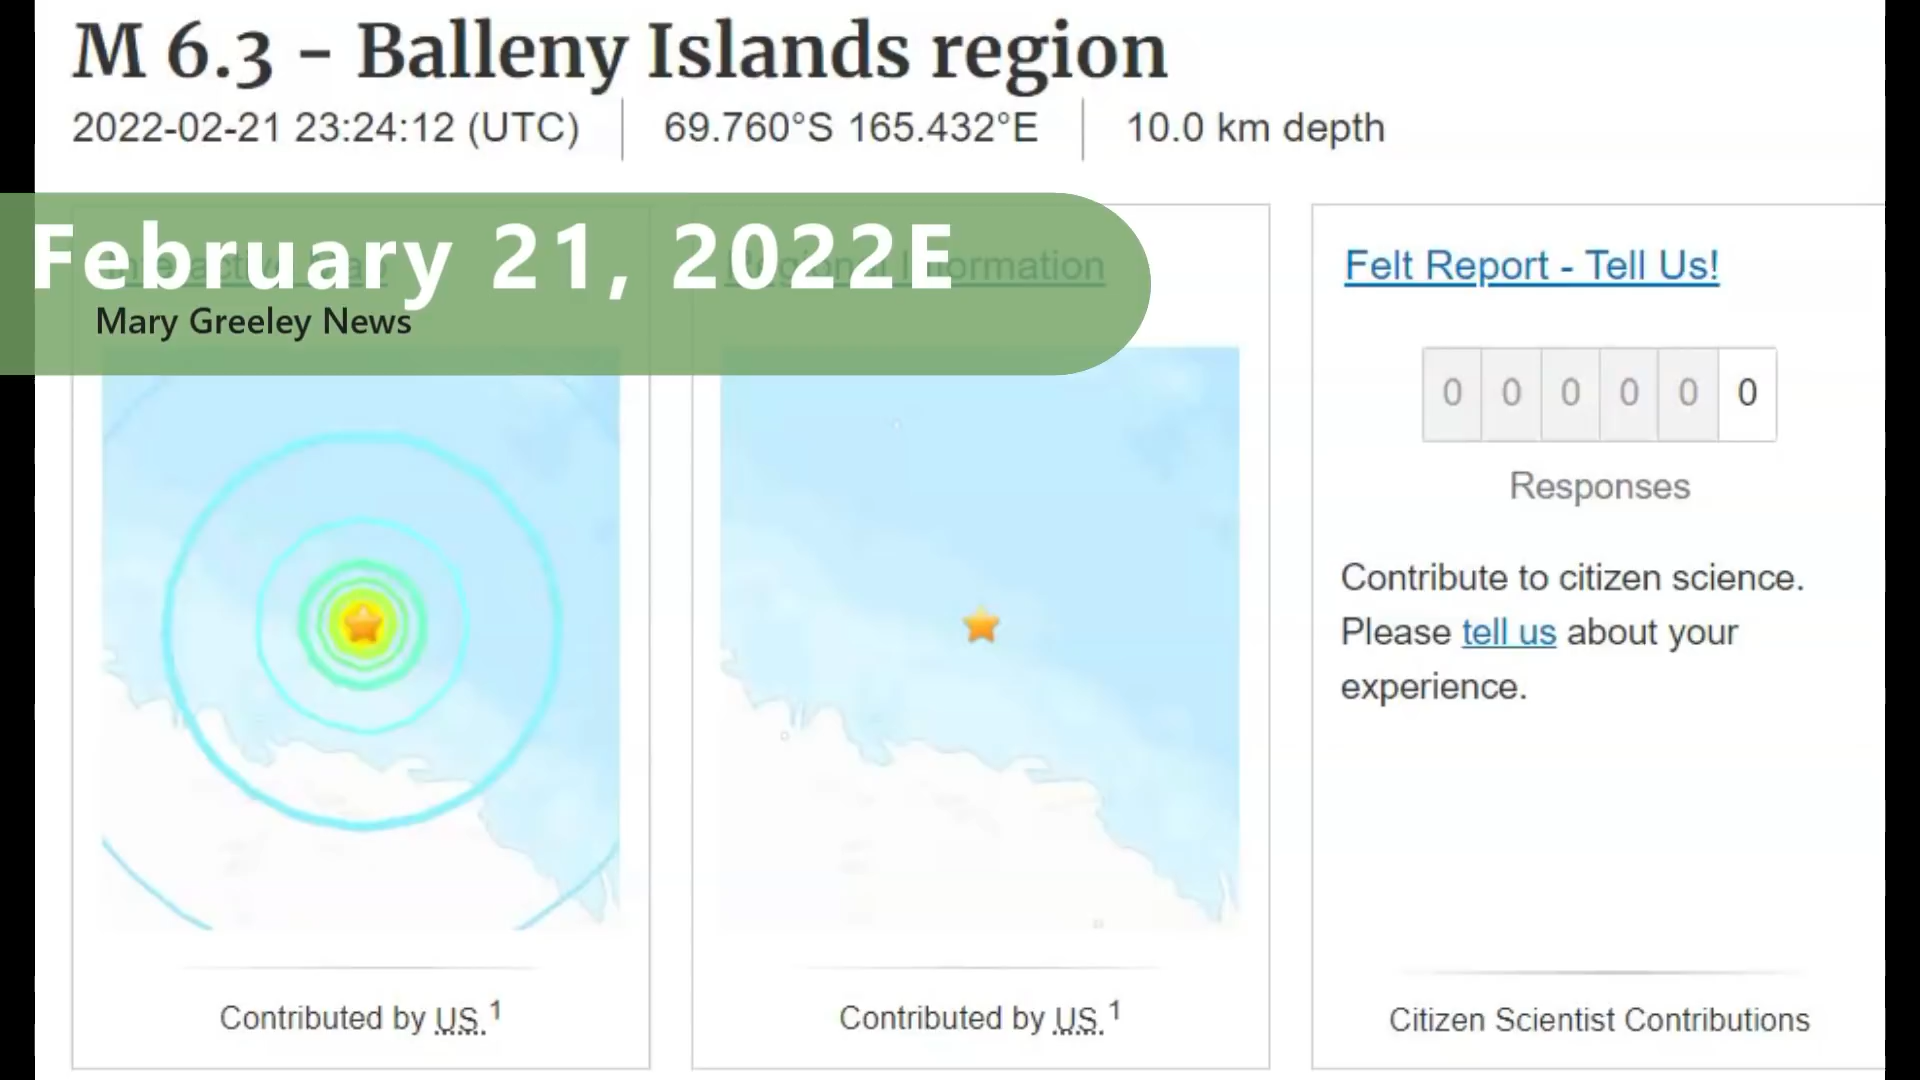 M 6.3 - Balleny Islands region
2022-02-21 23:24:12 (UTC) 69.760°S 165.432°E 10.0 km depth
February 21, 2022E
Mary Greeley News
Regional Information
Felt Report - Tell Us!
0 0 0 0 0 0
Responses
Contribute to citizen science.
Please tell us about your
experience.
Contributed by US.1
Contributed by US.1
Citizen Scientist Contributions